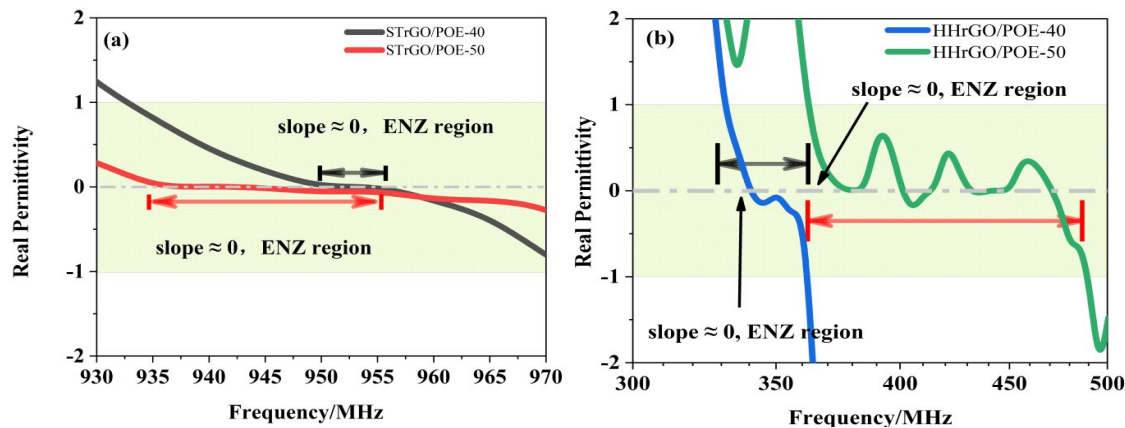 (a)
STrGO/POE-40
STrGO/POE-50
slope ≈ 0， ENZ region
slope ≈ 0， ENZ region
Real Permittivity
2
1
0
-1
-2
930 935 940 945 950 955 960 965 970
Frequency/MHz
(b)
HHrGO/POE-40
HHrGO/POE-50
slope ≈ 0, ENZ region
slope ≈ 0, ENZ region
Real Permittivity
2
1
0
-1
-2
300 350 400 450 500
Frequency/MHz